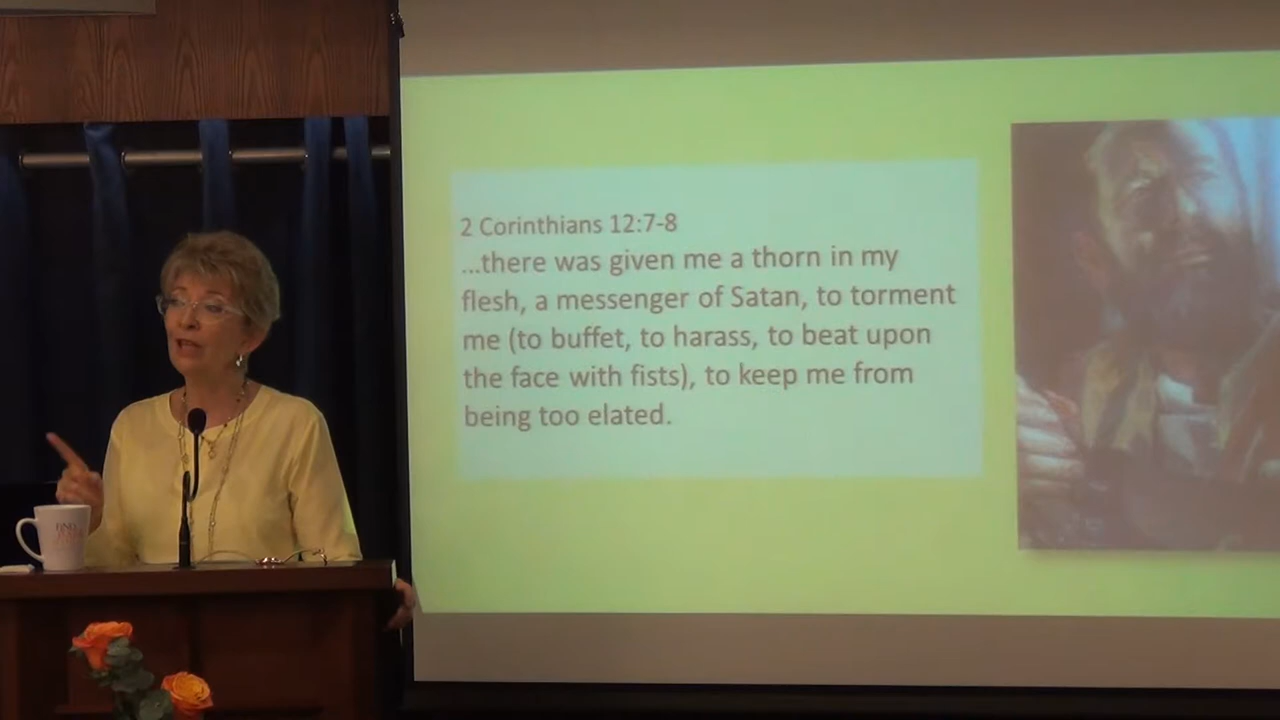 2 Corinthians 12:7-8
...there was given me a thorn in my
flesh, a messenger of Satan, to torment
me (to buffet, to harass, to beat upon
the face with fists), to keep me from
being too elated.
FIND